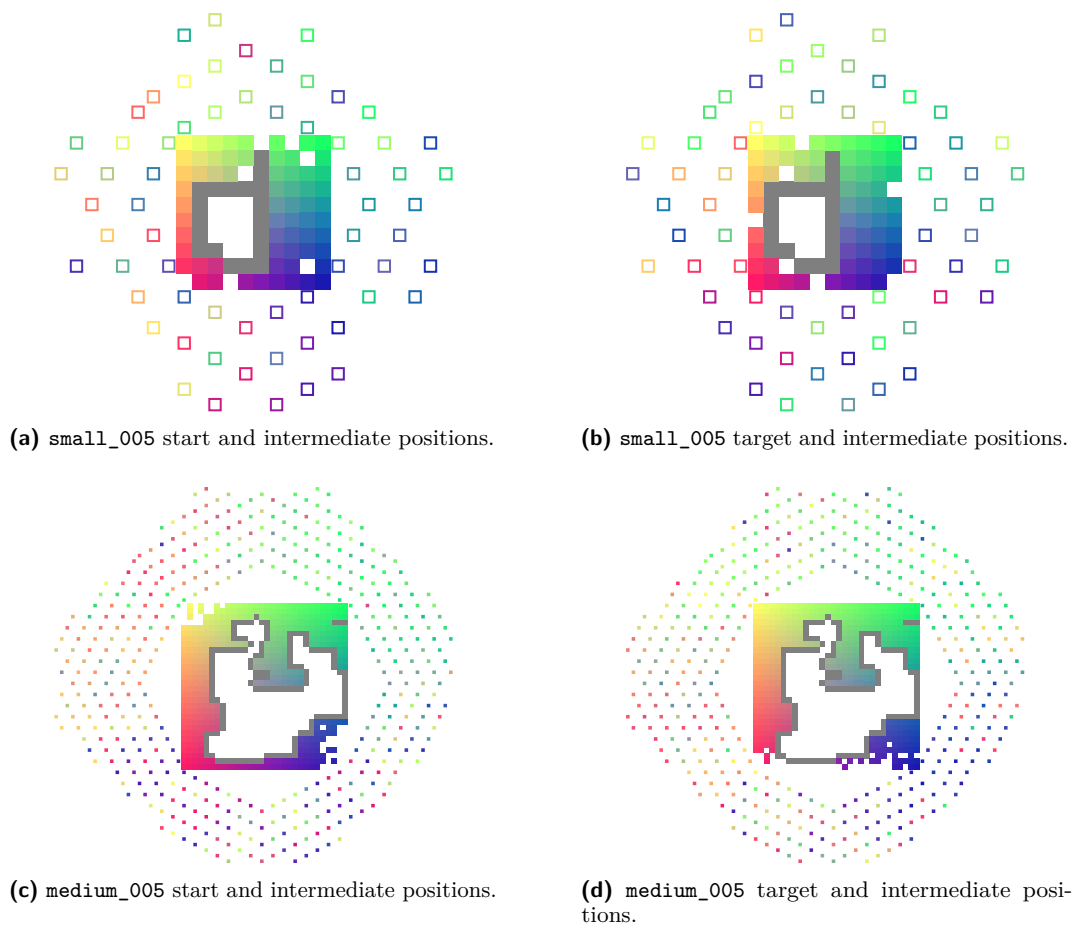 (a) small_005 start and intermediate positions.
(b) small_005 target and intermediate positions.
(c) medium_005 start and intermediate positions.
(d) medium_005 target and intermediate posi-
tions.